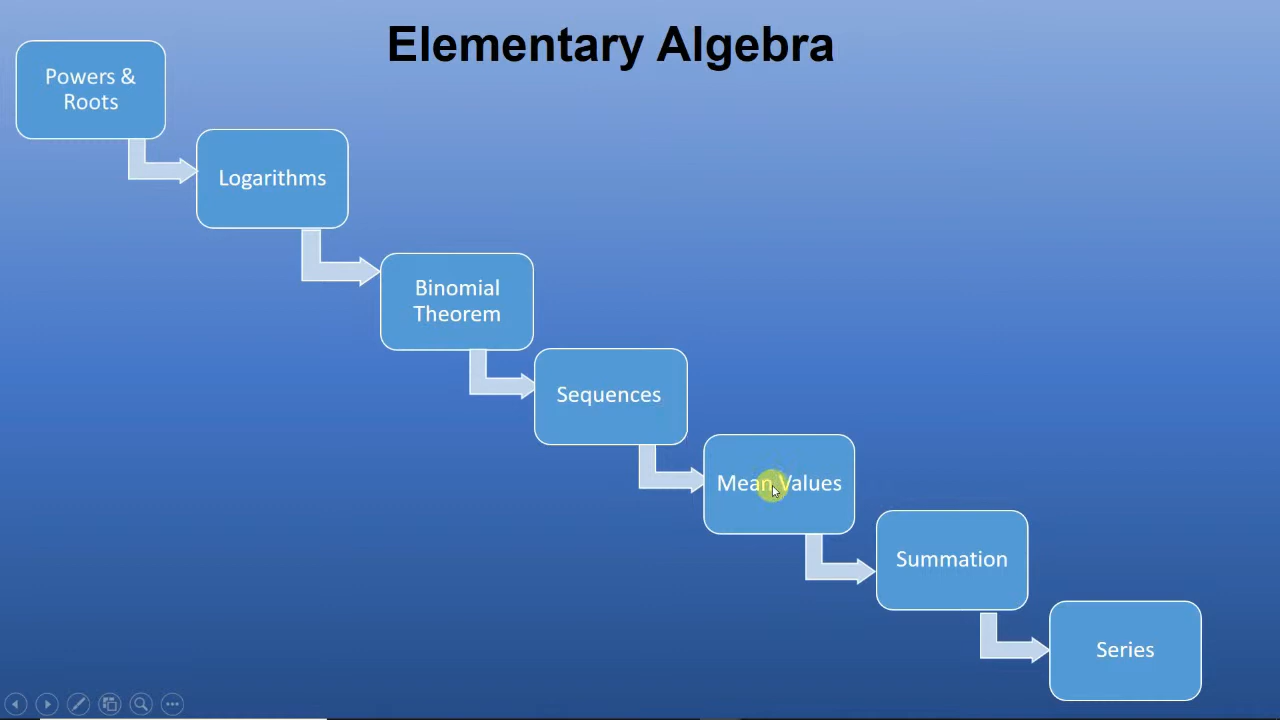 Elementary Algebra
Powers &
Roots
Logarithms
Binomial
Theorem
Sequences
Mean Values
Summation
Series